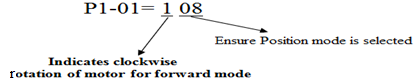 P1-01= 1 08
Ensure Position mode is selected
Indicates clockwise
rotation of motor for forward mode